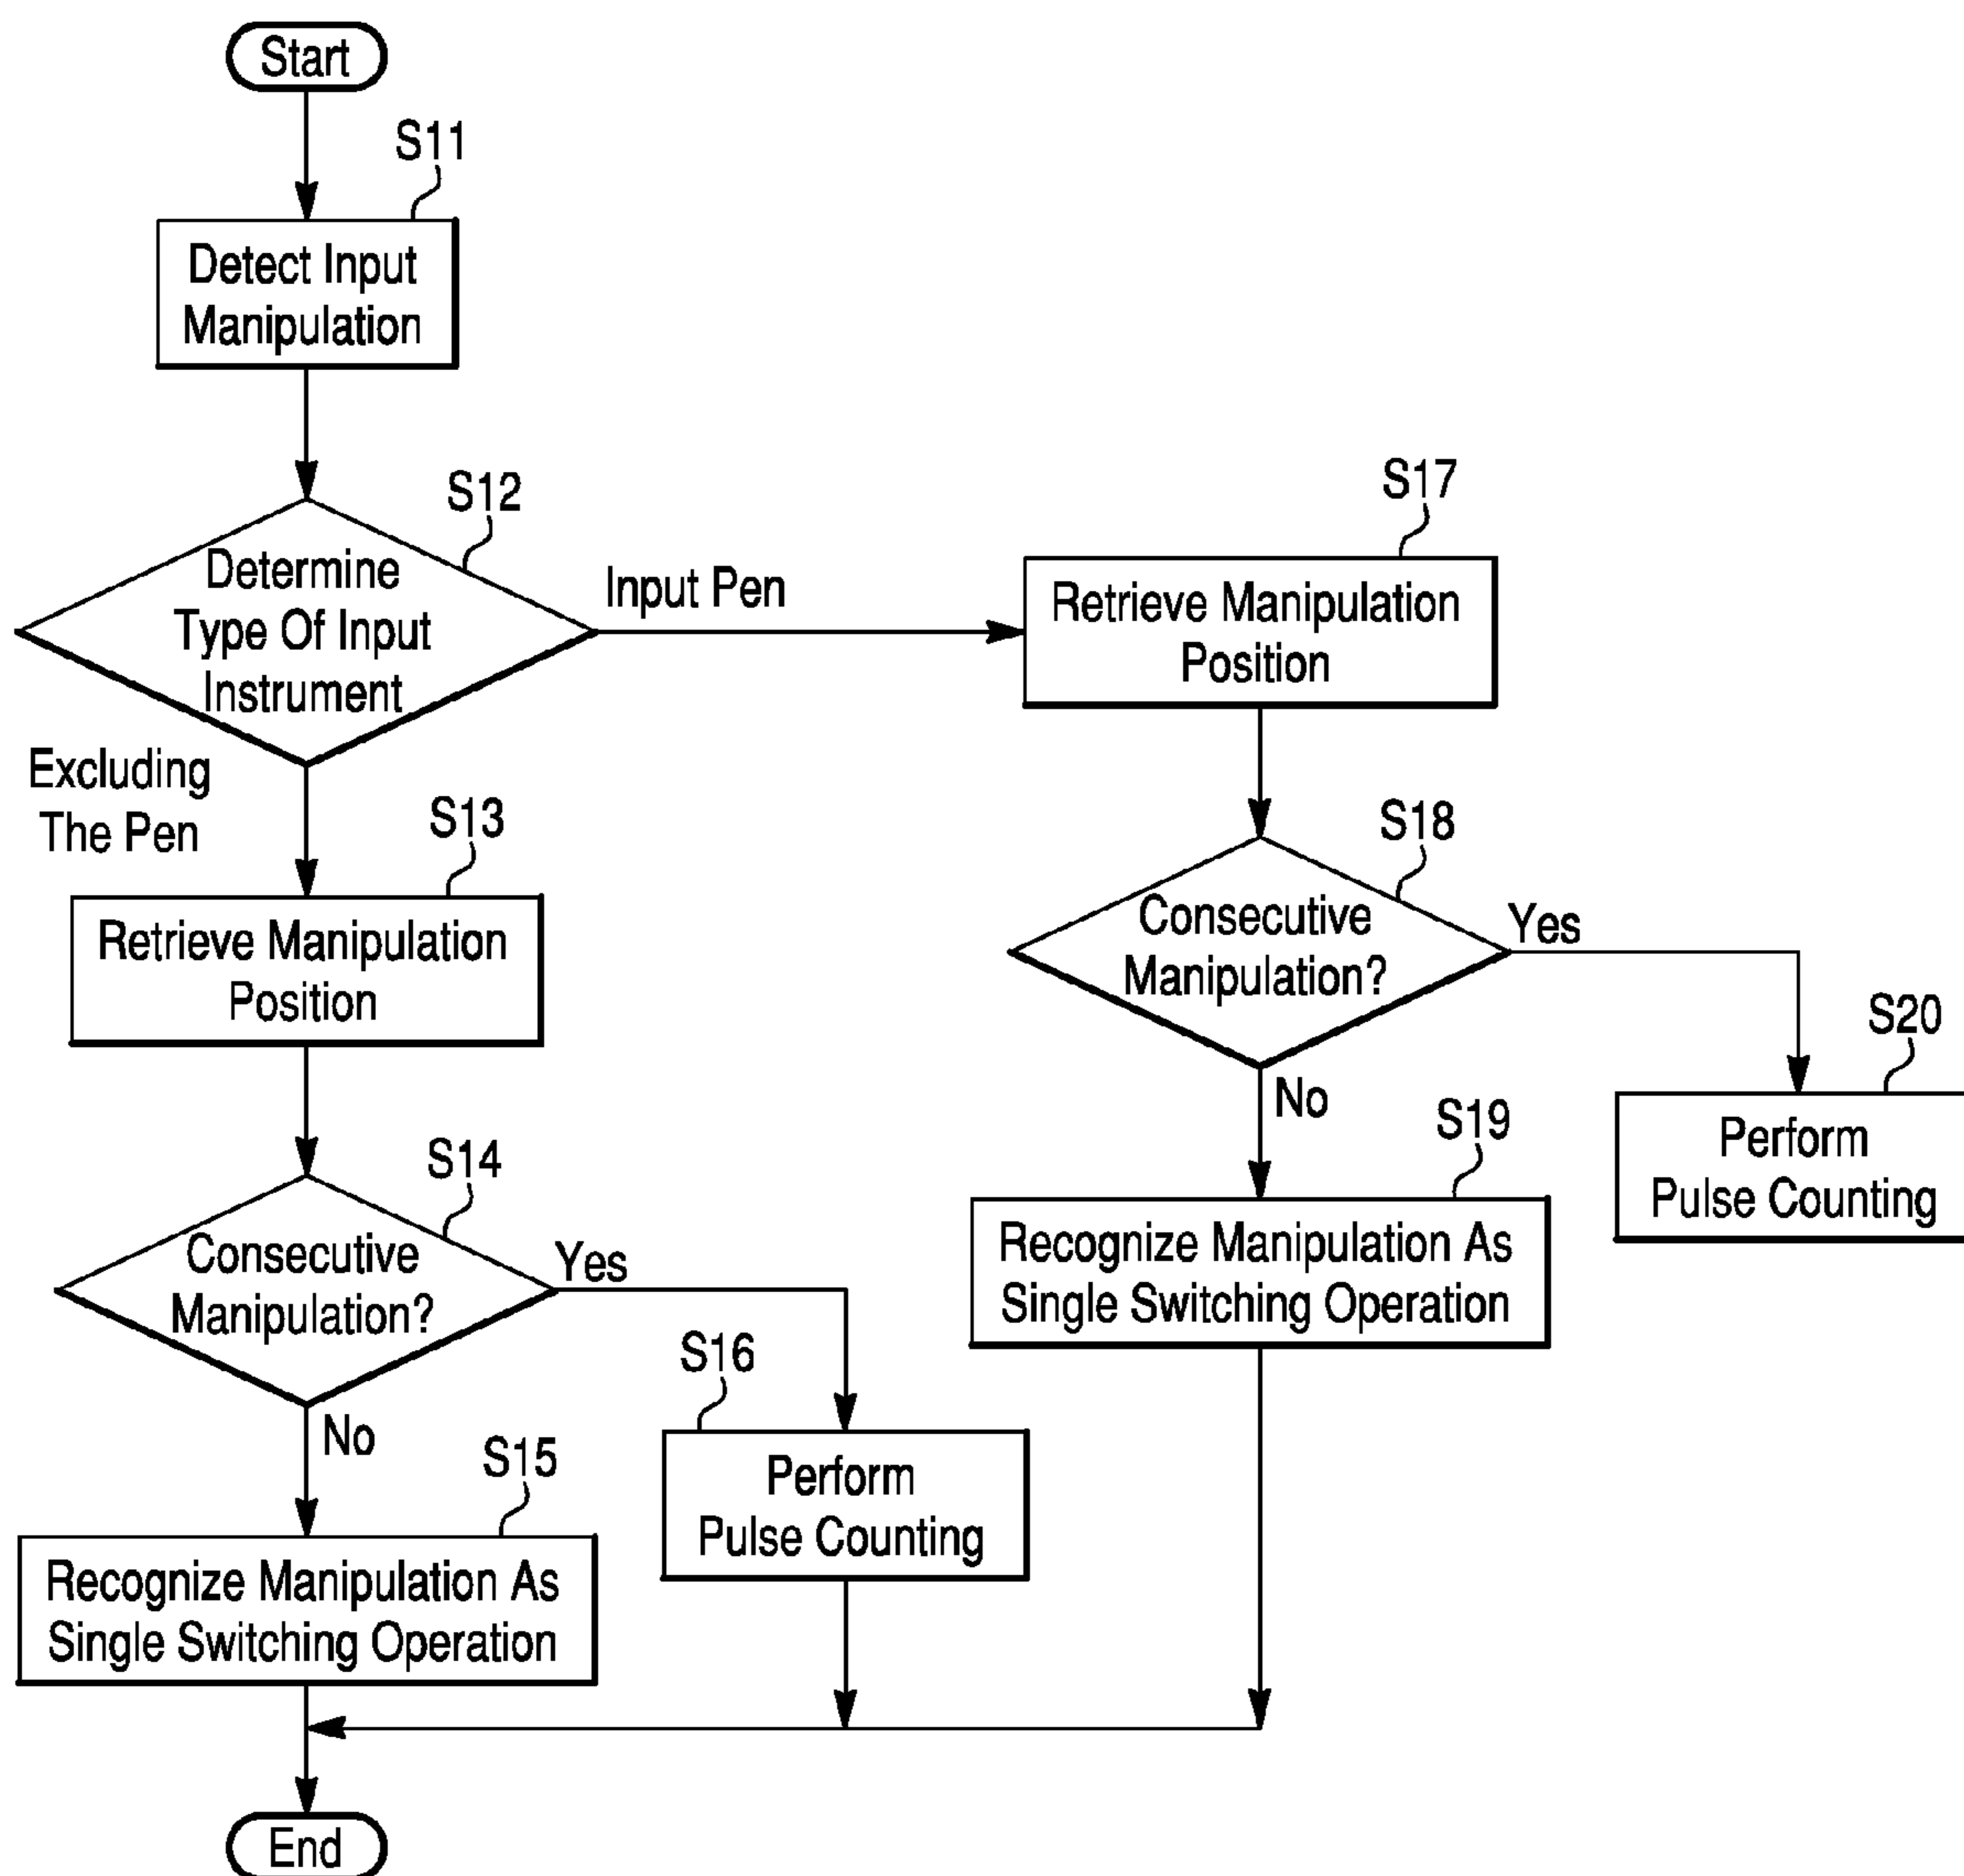 Start
S11
Detect Input
Manipulation
S12
Determine
Type Of Input
Instrument
Input Pen
Excluding
The Pen
S13
Retrieve Manipulation
Position
S14
Consecutive
Manipulation?
Yes
No
S15
Recognize Manipulation As
Single Switching Operation
S16
Perform
Pulse Counting
S17
Retrieve Manipulation
Position
S18
Consecutive
Manipulation?
Yes
No
S19
Recognize Manipulation As
Single Switching Operation
S20
Perform
Pulse Counting
End